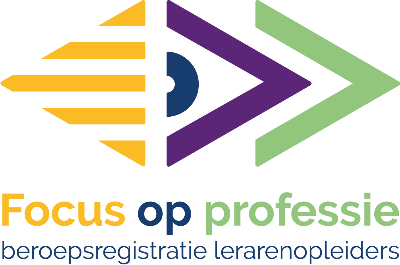 Focus op professie
beroepsregistratie lerarenopleiders